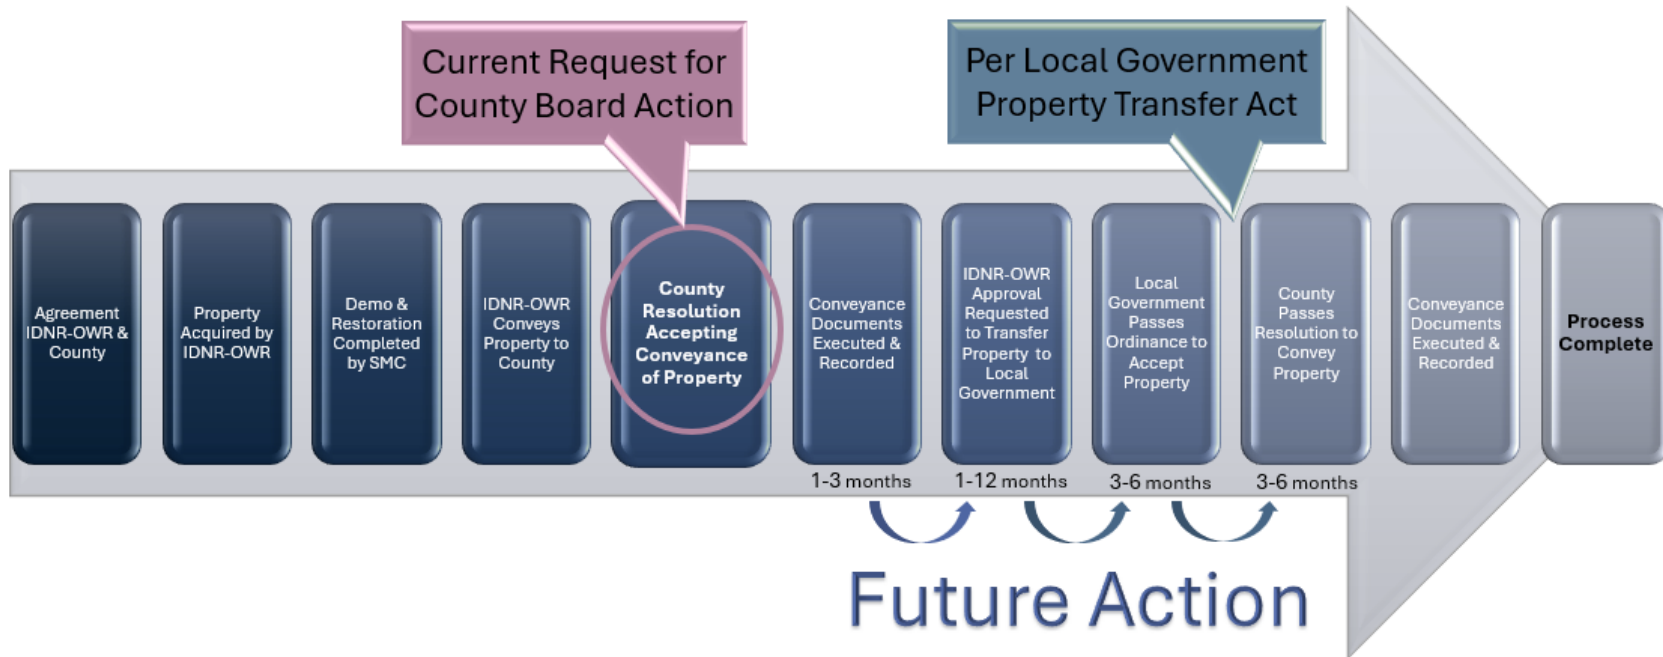 Current Request for
County Board Action
Per Local Government
Property Transfer Act
Agreement
IDNR-OWR &
County
Property
Acquired by
IDNR-OWR
Demo &
Restoration
Completed
by SMC
IDNR-OWR
Conveys
Property to
County
County
Resolution
Accepting
Conveyance
of Property
Conveyance
Documents
Executed &
Recorded
IDNR-OWR
Approval
Requested
to Transfer
Property to
Local
Government
Local
Government
Passes
Ordinance to
Accept
Property
County
Passes
Resolution to
Convey
Property
Conveyance
Documents
Executed &
Recorded
Process
Complete
1-3 months
1-12 months
3-6 months
3-6 months
Future Action